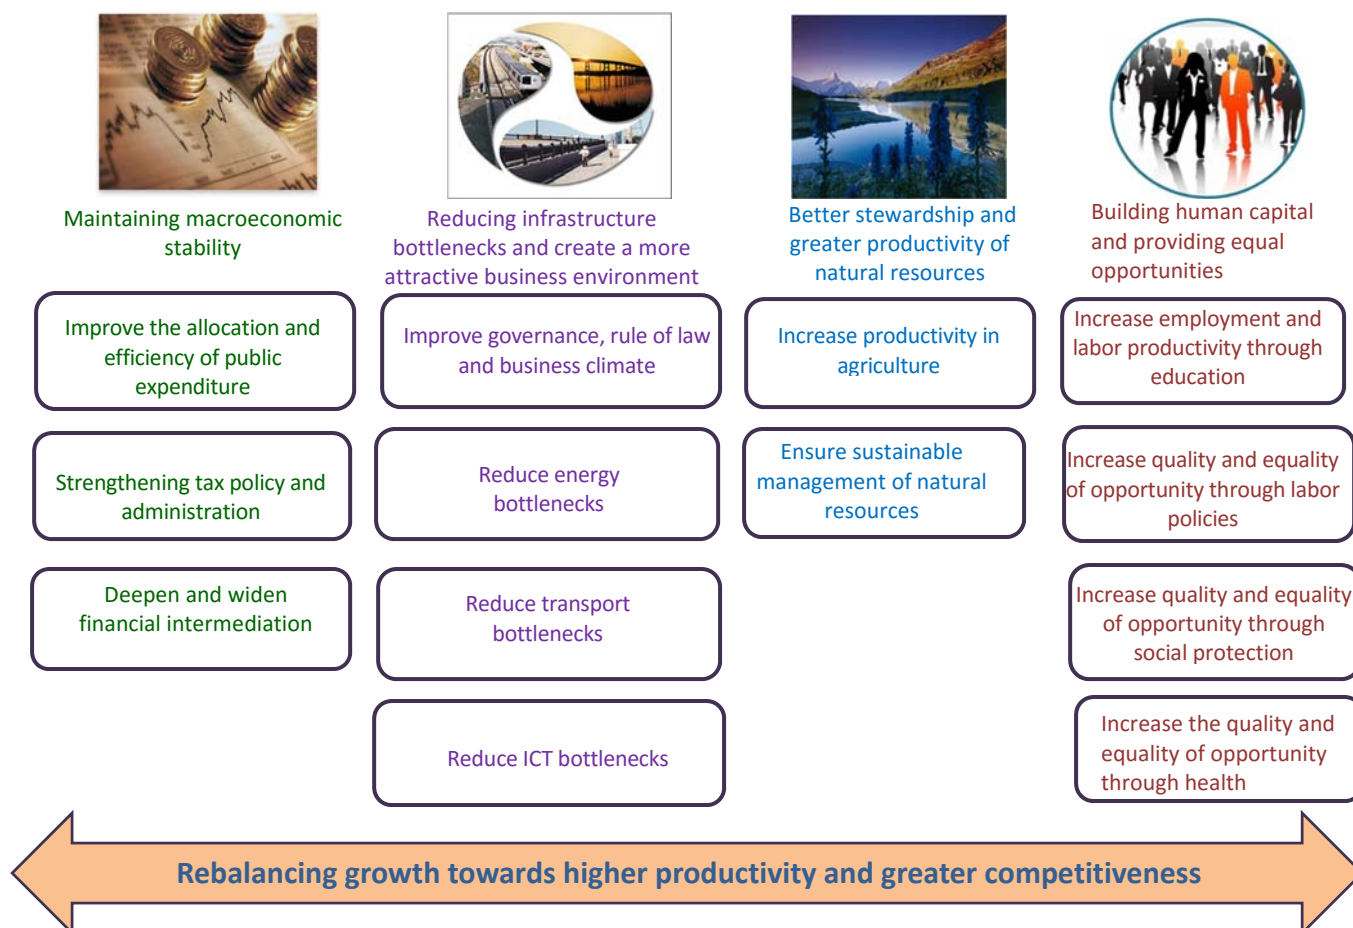 Maintaining macroeconomic
stability
Improve the allocation and
efficiency of public
expenditure
Strengthening tax policy and
administration
Deepen and widen
financial intermediation
Reducing infrastructure
bottlenecks and create a more
attractive business environment
Improve governance, rule of law
and business climate
Reduce energy
bottlenecks
Reduce transport
bottlenecks
Reduce ICT bottlenecks
Better stewardship and
greater productivity of
natural resources
Increase productivity in
agriculture
Ensure sustainable
management of natural
resources
Building human capital
and providing equal
opportunities
Increase employment and
labor productivity through
education
Increase quality and equality
of opportunity through labor
policies
Increase quality and equality
of opportunity through
social protection
Increase the quality and
equality of opportunity
through health
Rebalancing growth towards higher productivity and greater competitiveness